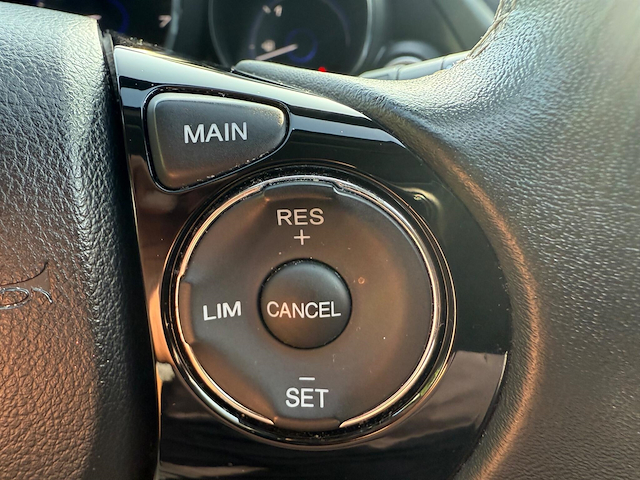 MAIN
RES
+
LIM
CANCEL
–
SET